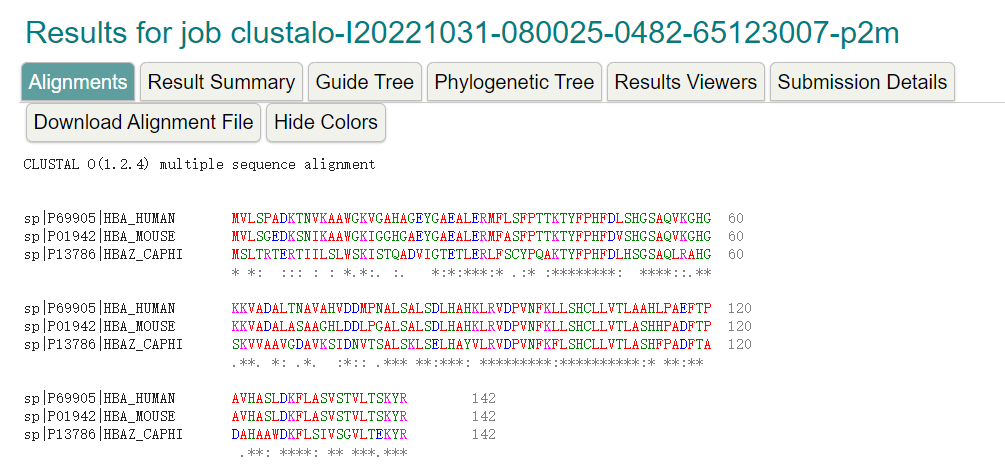 Results for job clustalo-I20221031-080025-0482-65123007-p2m
Alignments Result Summary Guide Tree Phylogenetic Tree Results Viewers Submission Details
Download Alignment File Hide Colors
CLUSTAL O(1.2.4) multiple sequence alignment
sp|P69905|HBA_HUMAN MVLSPADKTNVKAAWGKVGAHAGEYGAEALERMFLSFPTTKTYFPHFDLSHGSAQVKGHG 60
sp|P01942|HBA_MOUSE MVLSGEDKSNIKAAWGKIGGHGAEYGAEALERMFASFPTTKTYFPHFDVSHGSAQVKGHG 60
sp|P13786|HBAZ_CAPHI MSLTRTERTIILSLWSKISTQADVIGTETLERLFSCYPQAKTYFPHFDLHSGSAQLRAHG 60
* *: ::: : : *.*:. :. *:*:***:* .:* :********: ****::.**
sp|P69905|HBA_HUMAN KKVADALTNAVAHVDDMPNALSALSDLHAHKLRVDPVNFKLLSHCLLVTLAAHLPAEFTP 120
sp|P01942|HBA_MOUSE KKVADALASAAGHLDDLPGALSALSDLHAHKLRVDPVNFKLLSHCLLVTLASHHPADFTP 120
sp|P13786|HBAZ_CAPHI SKVVAAVGDAVKSIDNVTSALSKLSELHAYVLRVDPVNFKFLSHCLLVTLASHFPADFTA 120
.**. *: .*. :*:: .*** **:***: *********:**********:* **:**
sp|P69905|HBA_HUMAN AVHASLDKFLASVSTVLTSKYR 142
sp|P01942|HBA_MOUSE AVHASLDKFLASVSTVLTSKYR 142
sp|P13786|HBAZ_CAPHI DAHAAWDKFLSIVSGVLTEKYR 142
.**: ****: ** ***.***